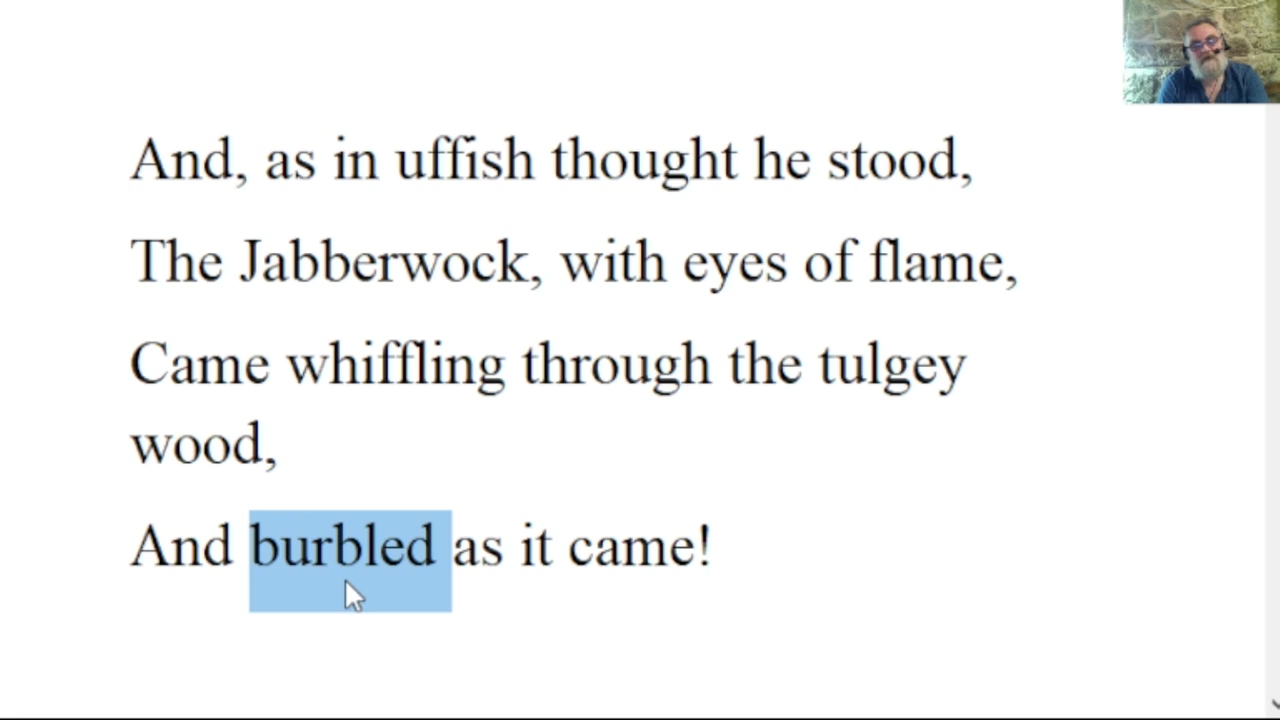 And, as in uffish thought he stood,
The Jabberwock, with eyes of flame,
Came whiffling through the tulgey
wood,
And burbled as it came!